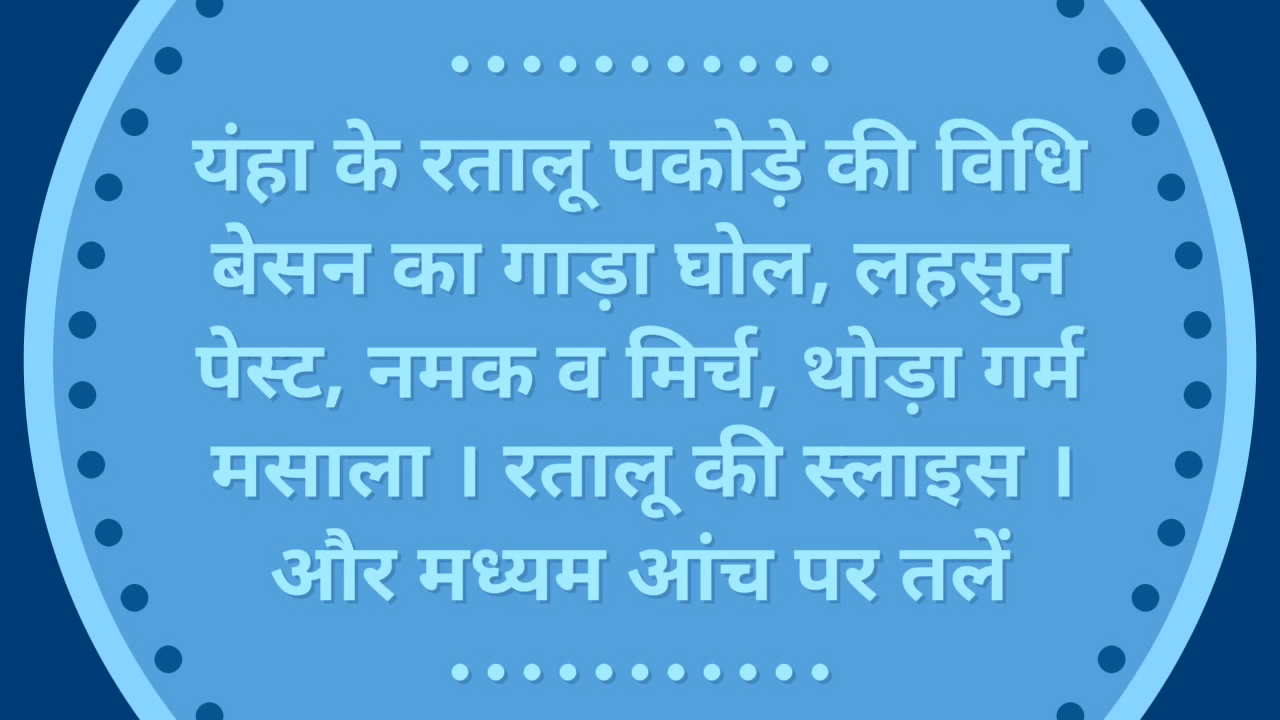 यंहा के रतालू पकोड़े की विधि
बेसन का गाड़ा घोल, लहसुन
पेस्ट, नमक व मिर्च, थोड़ा गर्म
मसाला । रतालू की स्लाइस ।
और मध्यम आंच पर तलें